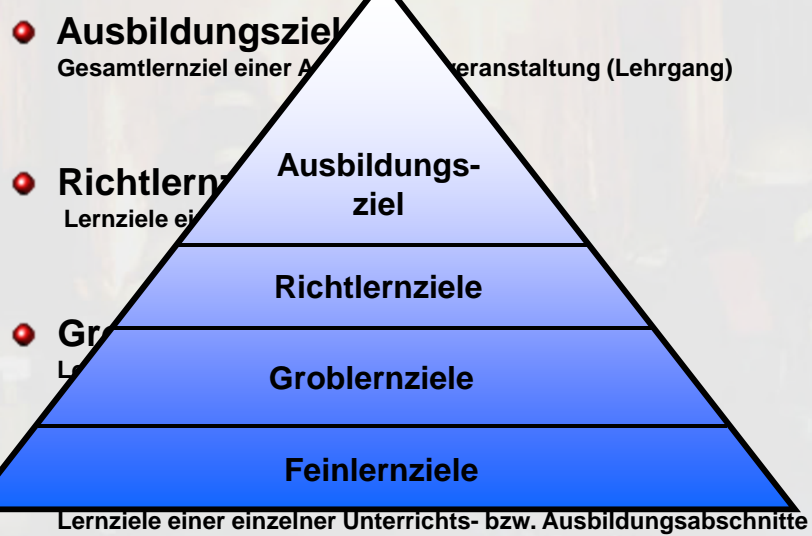 Ausbildungsziel
Gesamtlernziel einer A veranstaltung (Lehrgang)
Richtlern
Lernziele ei
Gr
L
Ausbildungs-
ziel
Richtlernziele
Groblernziele
Feinlernziele
Lernziele einer einzelner Unterrichts- bzw. Ausbildungsabschnitte